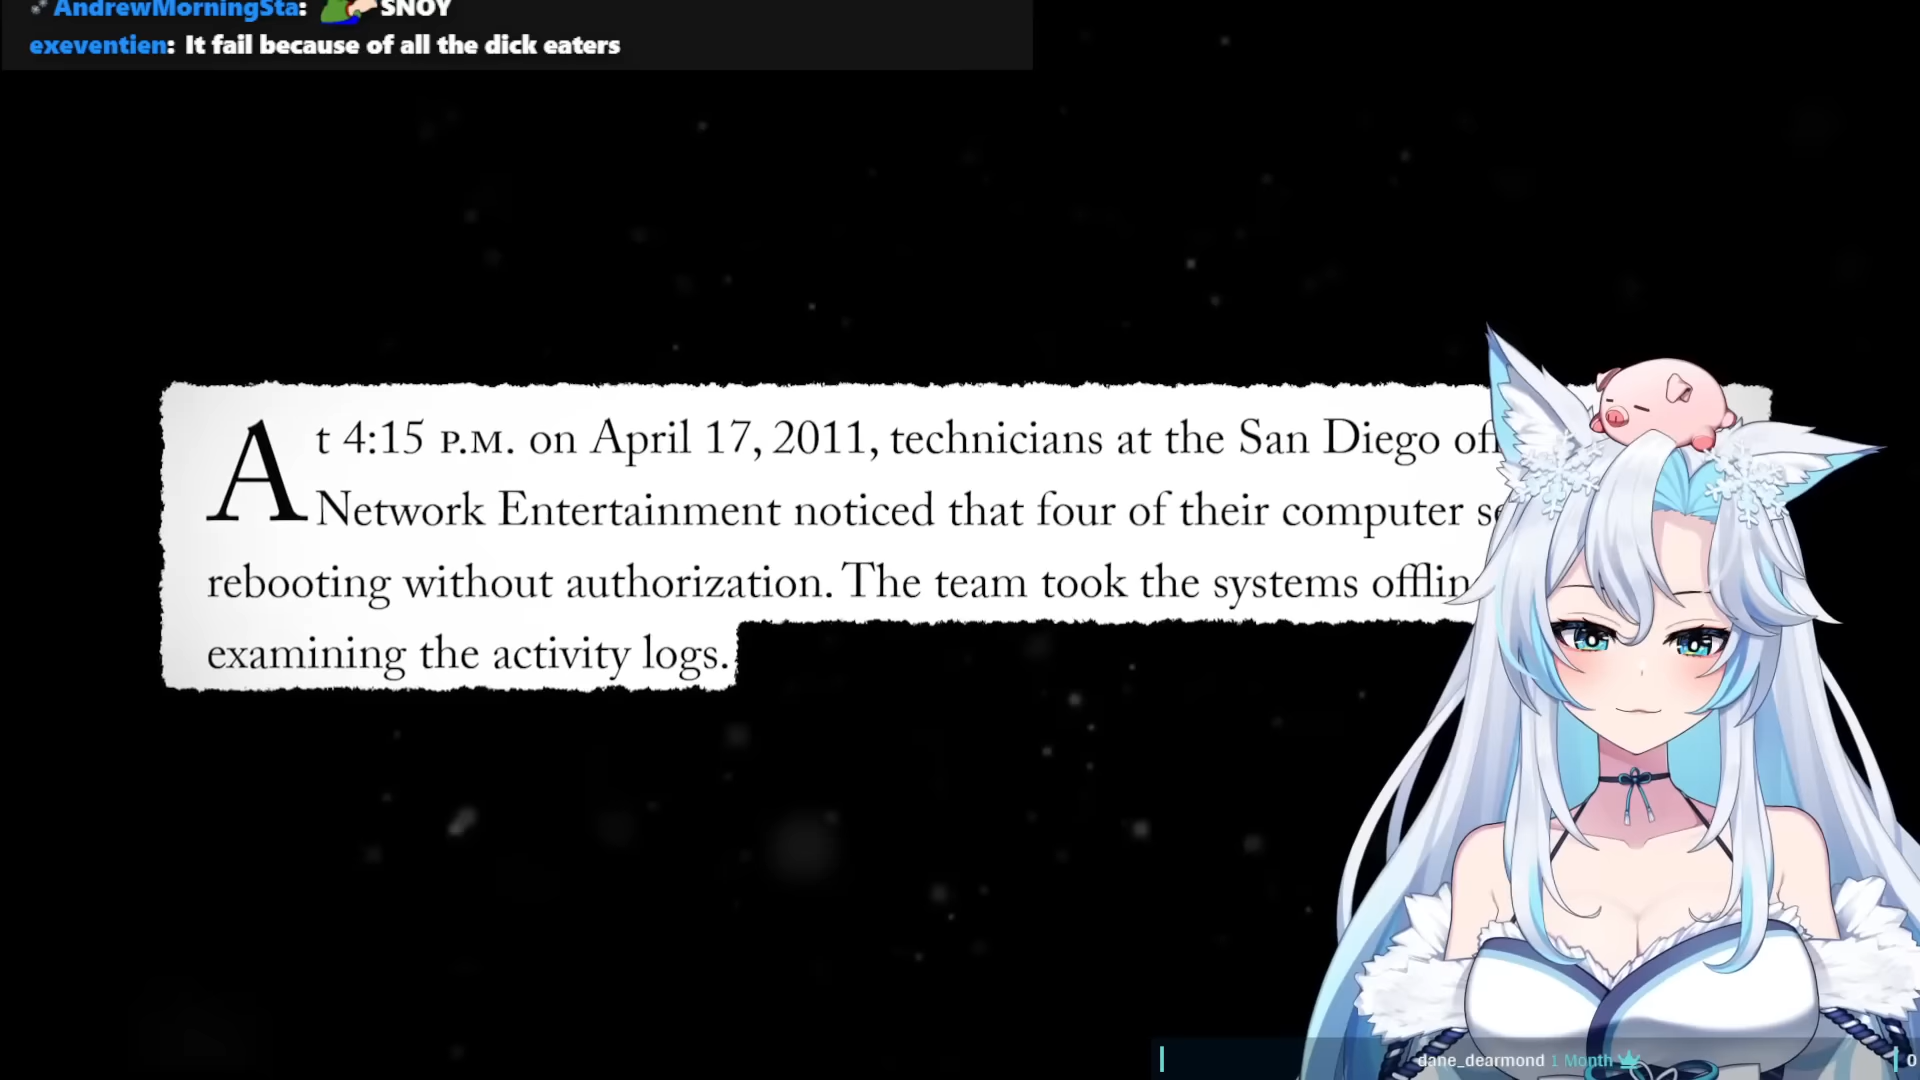 AndrewMorningSta: SNOY
exeventien: It fail because of all the dick eaters
At 4:15 P.M. on April 17, 2011, technicians at the San Diego
Network Entertainment noticed that four of their computer
rebooting without authorization. The team took the systems
examining the activity logs.
dane_dearmond 1 Month
0